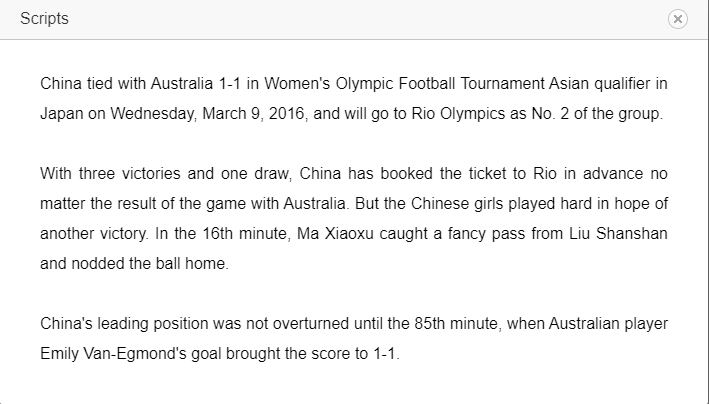 Scripts
China tied with Australia 1-1 in Women's Olympic Football Tournament Asian qualifier in
Japan on Wednesday, March 9, 2016, and will go to Rio Olympics as No. 2 of the group.
With three victories and one draw, China has booked the ticket to Rio in advance no
matter the result of the game with Australia. But the Chinese girls played hard in hope of
another victory. In the 16th minute, Ma Xiaoxu caught a fancy pass from Liu Shanshan
and nodded the ball home.
China's leading position was not overturned until the 85th minute, when Australian player
Emily Van-Egmond's goal brought the score to 1-1.